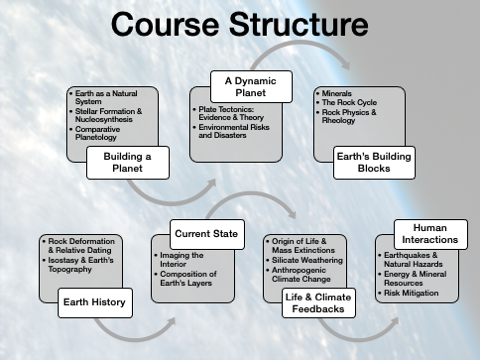 Course Structure
• Earth as a Natural
System
• Stellar Formation &
Nucleosynthesis
• Comparative
Planetology
Building a
Planet
A Dynamic
Planet
• Plate Tectonics:
Evidence & Theory
• Environmental Risks
and Disasters
• Minerals
• The Rock Cycle
• Rock Physics &
Rheology
Earth's Building
Blocks
• Rock Deformation
& Relative Dating
• Isostasy & Earth's
Topography
Earth History
Current State
• Imaging the
Interior
• Composition of
Earth's Layers
• Origin of Life &
Mass Extinctions
• Silicate Weathering
• Anthropogenic
Climate Change
Life & Climate
Feedbacks
Human
Interactions
• Earthquakes &
Natural Hazards
• Energy & Mineral
Resources
• Risk Mitigation